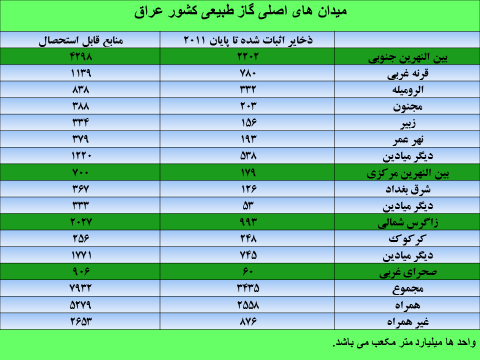 میدان های اصلی گاز طبیعی کشور عراق
ذخایر اثبات شده تا پایان ۲۰۱۱ منابع قابل استحصال
بین النهرین جنوبی ۲۲۰۲ ۴۲۹۸
قرنه غربی ۷۸۰ ۱۱۳۹
الرومیله ۳۳۲ ۸۳۸
مجنون ۲۰۳ ۳۸۸
زبیر ۱۵۶ ۳۳۴
نهر عمر ۱۹۳ ۳۷۹
دیگر میادین ۵۳۸ ۱۲۲۰
بین النهرین مرکزی ۱۷۹ ۷۰۰
شرق بغداد ۱۲۶ ۳۶۷
دیگر میادین ۵۳ ۳۳۳
زاگرس شمالی ۹۹۳ ۲۰۲۷
کرکوک ۲۴۸ ۲۵۶
دیگر میادین ۷۴۵ ۱۷۷۱
صحرای غربی ۶۰ ۹۰۶
مجموع ۳۴۳۵ ۷۹۳۲
همراه ۲۵۵۸ ۵۲۷۹
غیر همراه ۸۷۶ ۲۶۵۳
واحد ها میلیارد متر مکعب می باشد.